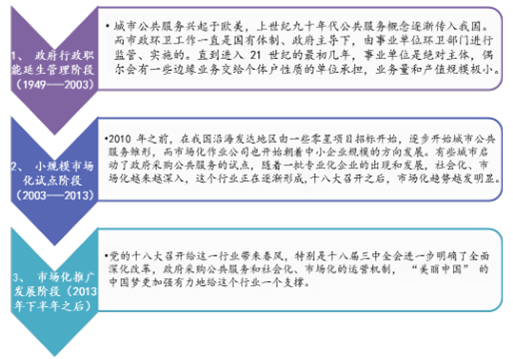 1、 政府行政职
能延生管理阶段
（1949——2003）
•城市公共服务兴起于欧美，上世纪九十年代公共服务概念逐渐传入我国。
而市政环卫工作一直是国有体制、政府主导下，由事业单位环卫部门进行
监管、实施的。直到进入 21 世纪的最初几年，事业单位是绝对主体，偶
尔会有一些边缘业务交给个体户性质的单位承担，业务量和产值规模极小。
2、 小规模市场
化试点阶段
（2003——2013）
•2010 年之前，在我国沿海发达地区由一些零星项目招标开始，逐步开始城市公共
服务雏形，而市场化作业公司也开始朝着中小企业规模的方向发展。有些城市启
动了政府采购公共服务的试点，随着一批专业化企业的出现和发展，社会化、市
场化越来越深入，这个行业正在逐渐形成,十八大召开之后，市场化趋势越发明显。
3、 市场化推广
发展阶段（2013
年下半年之后）
•党的十八大召开给这一行业带来春风，特别是十八届三中全会进一步明确了全面
深化改革，政府采购公共服务和社会化、市场化的运营机制， “美丽中国” 的
中国梦更加强有力地给这个行业一个支撑。